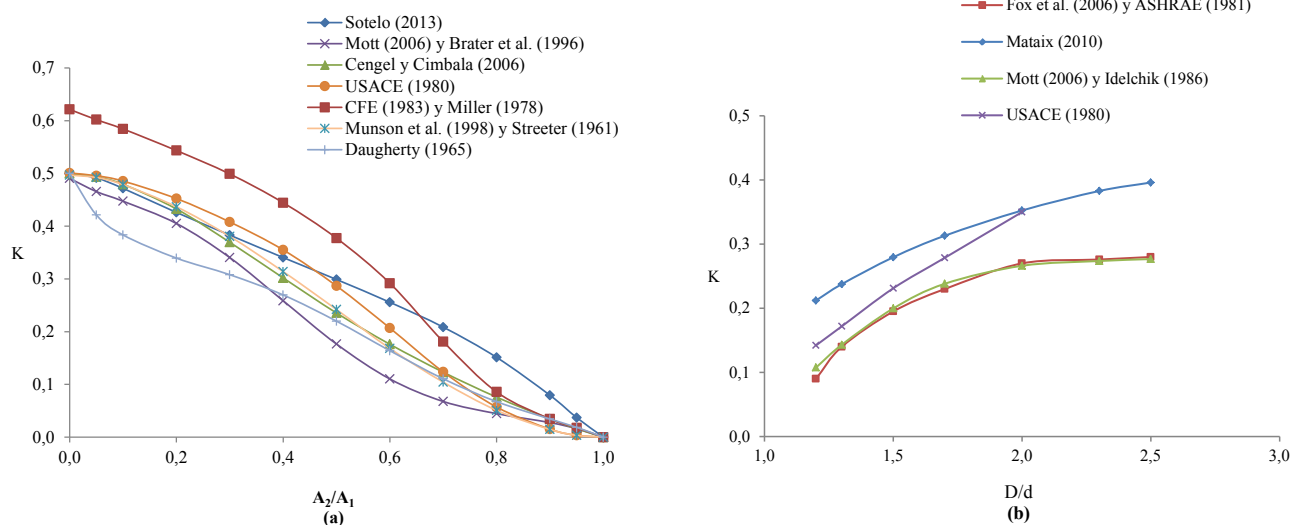 Sotelo (2013)
Mott (2006) y Brater et al. (1996)
Cengel y Cimbala (2006)
USACE (1980)
CFE (1983) y Miller (1978)
Munson et al. (1998) y Streeter (1961)
Daugherty (1965)
0,7
0,6
0,5
0,4
0,3
0,2
0,1
0,0
K
0,0
0,2
0,4
0,6
0,8
1,0
A₂/A₁
(a)
Fox et al. (2006) y ASHRAE (1981)
Mataix (2010)
Mott (2006) y Idelchik (1986)
USACE (1980)
0,5
0,4
0,3
0,2
0,1
0,0
K
1,0
1,5
2,0
2,5
3,0
D/d
(b)